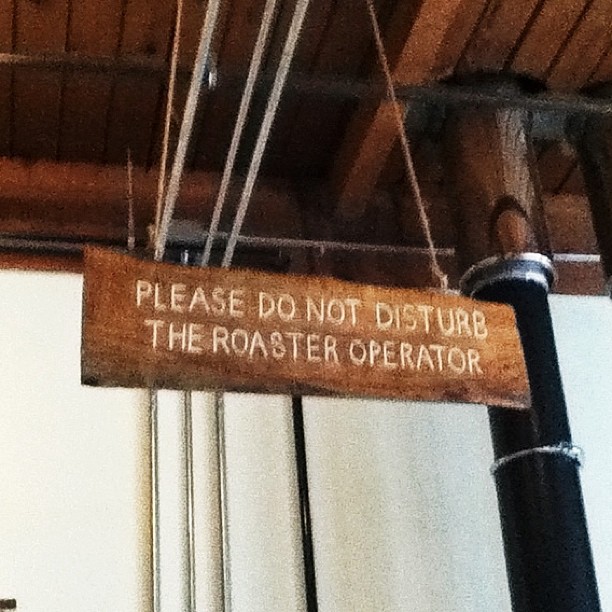 PLEASE DO NOT DISTURB
THE ROASTER OPERATOR